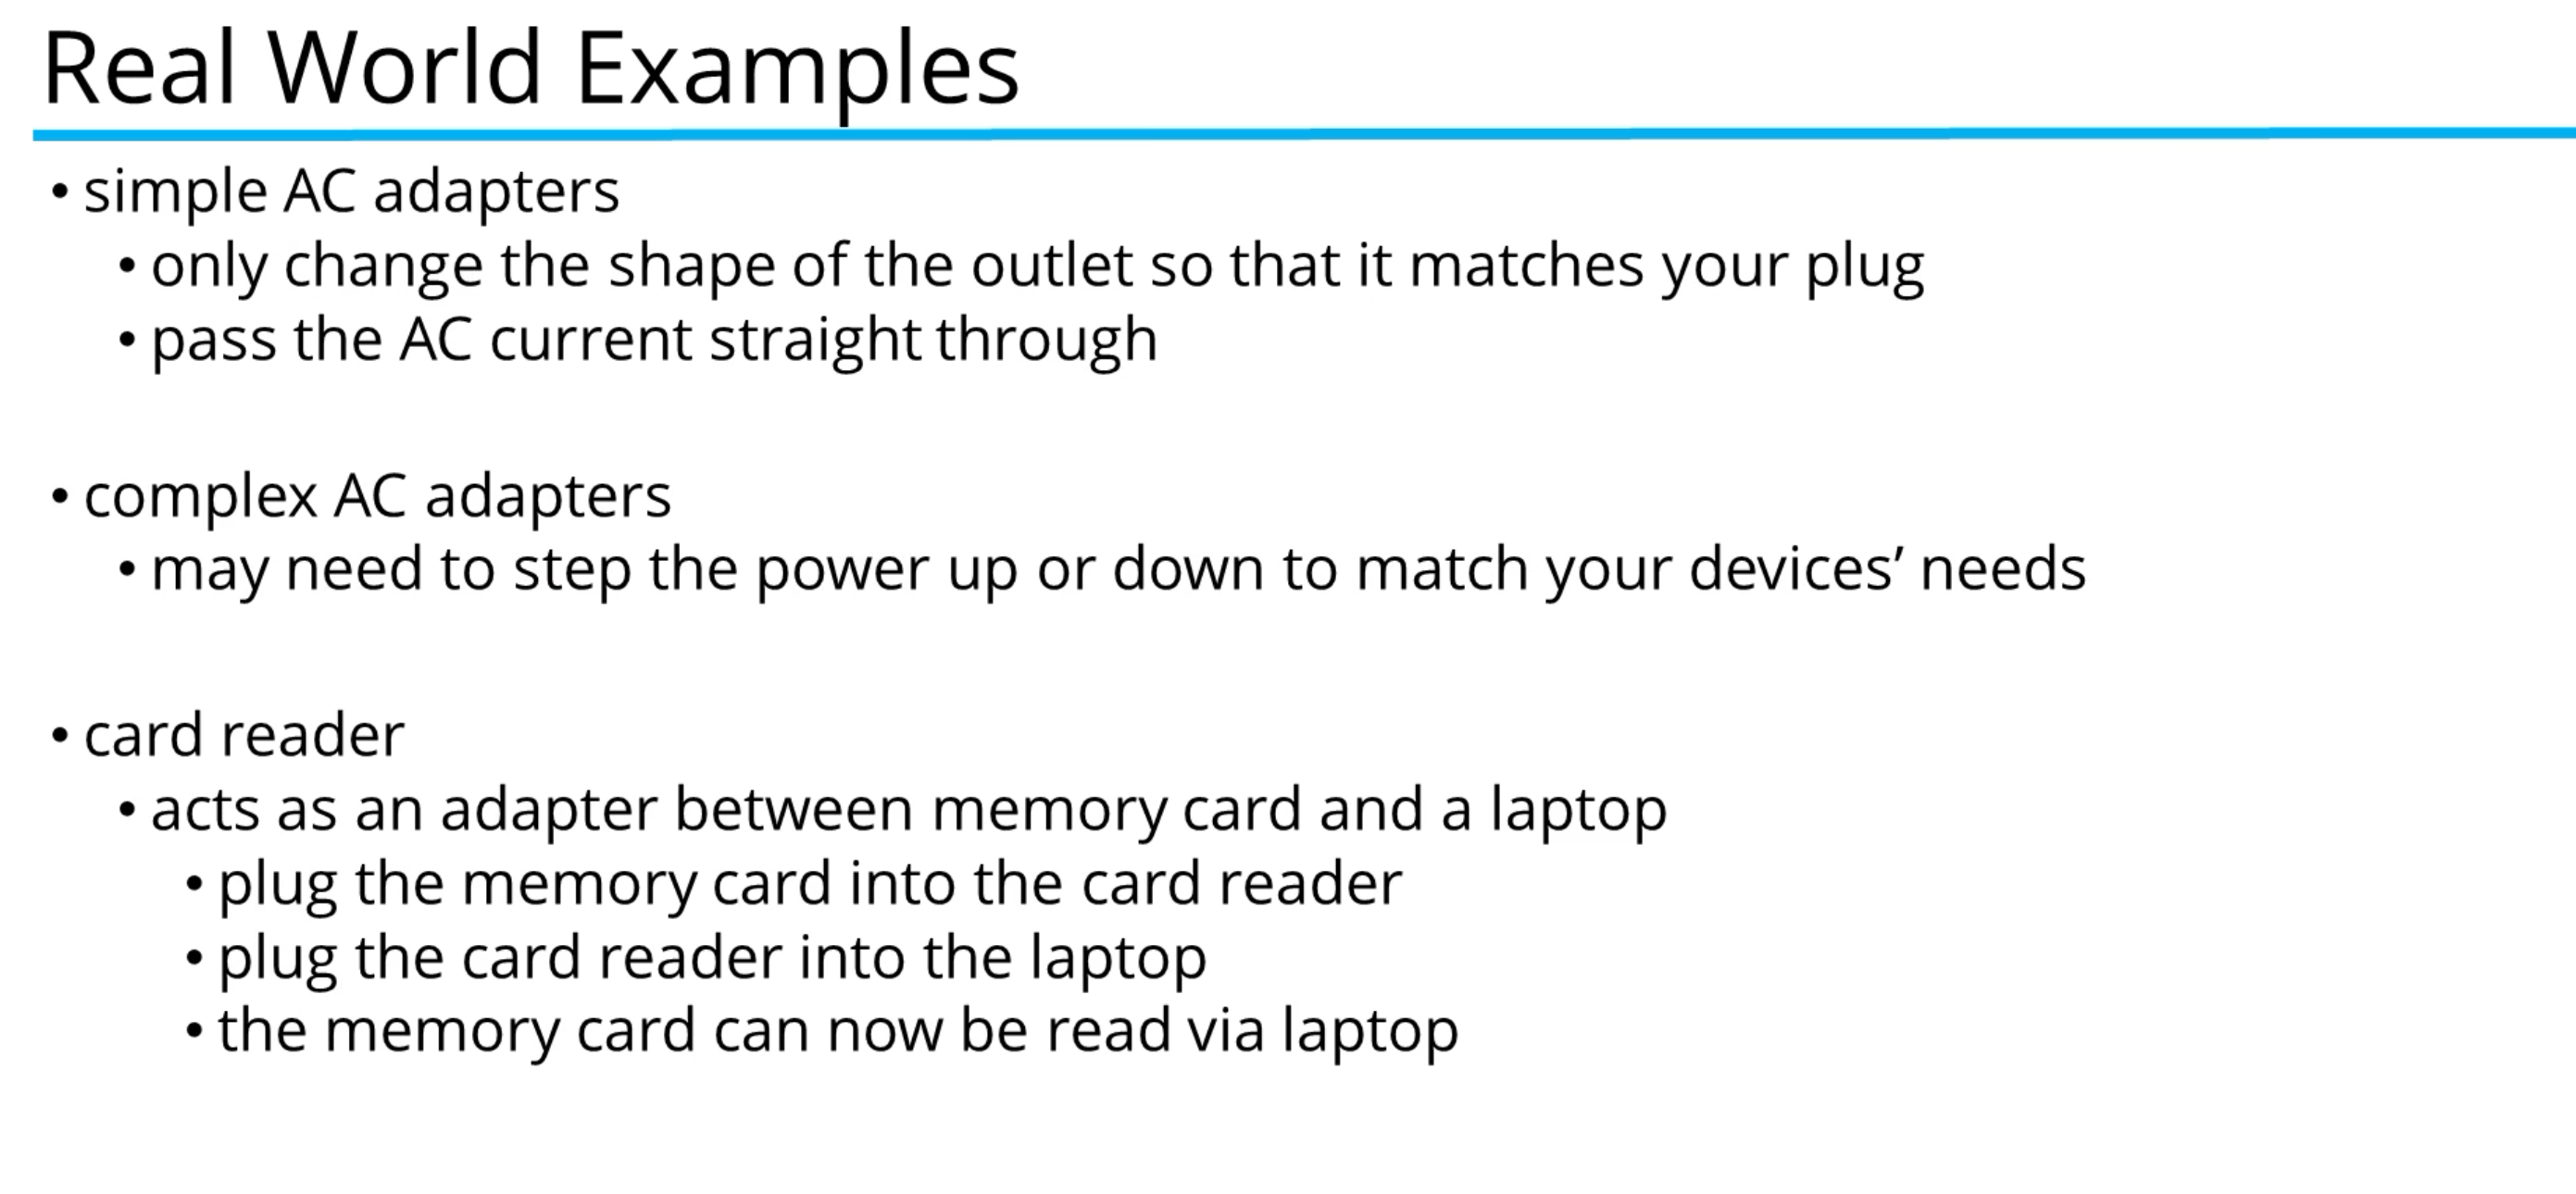 Real World Examples
• simple AC adapters
• only change the shape of the outlet so that it matches your plug
• pass the AC current straight through
• complex AC adapters
• may need to step the power up or down to match your devices’ needs
• card reader
• acts as an adapter between memory card and a laptop
• plug the memory card into the card reader
• plug the card reader into the laptop
• the memory card can now be read via laptop